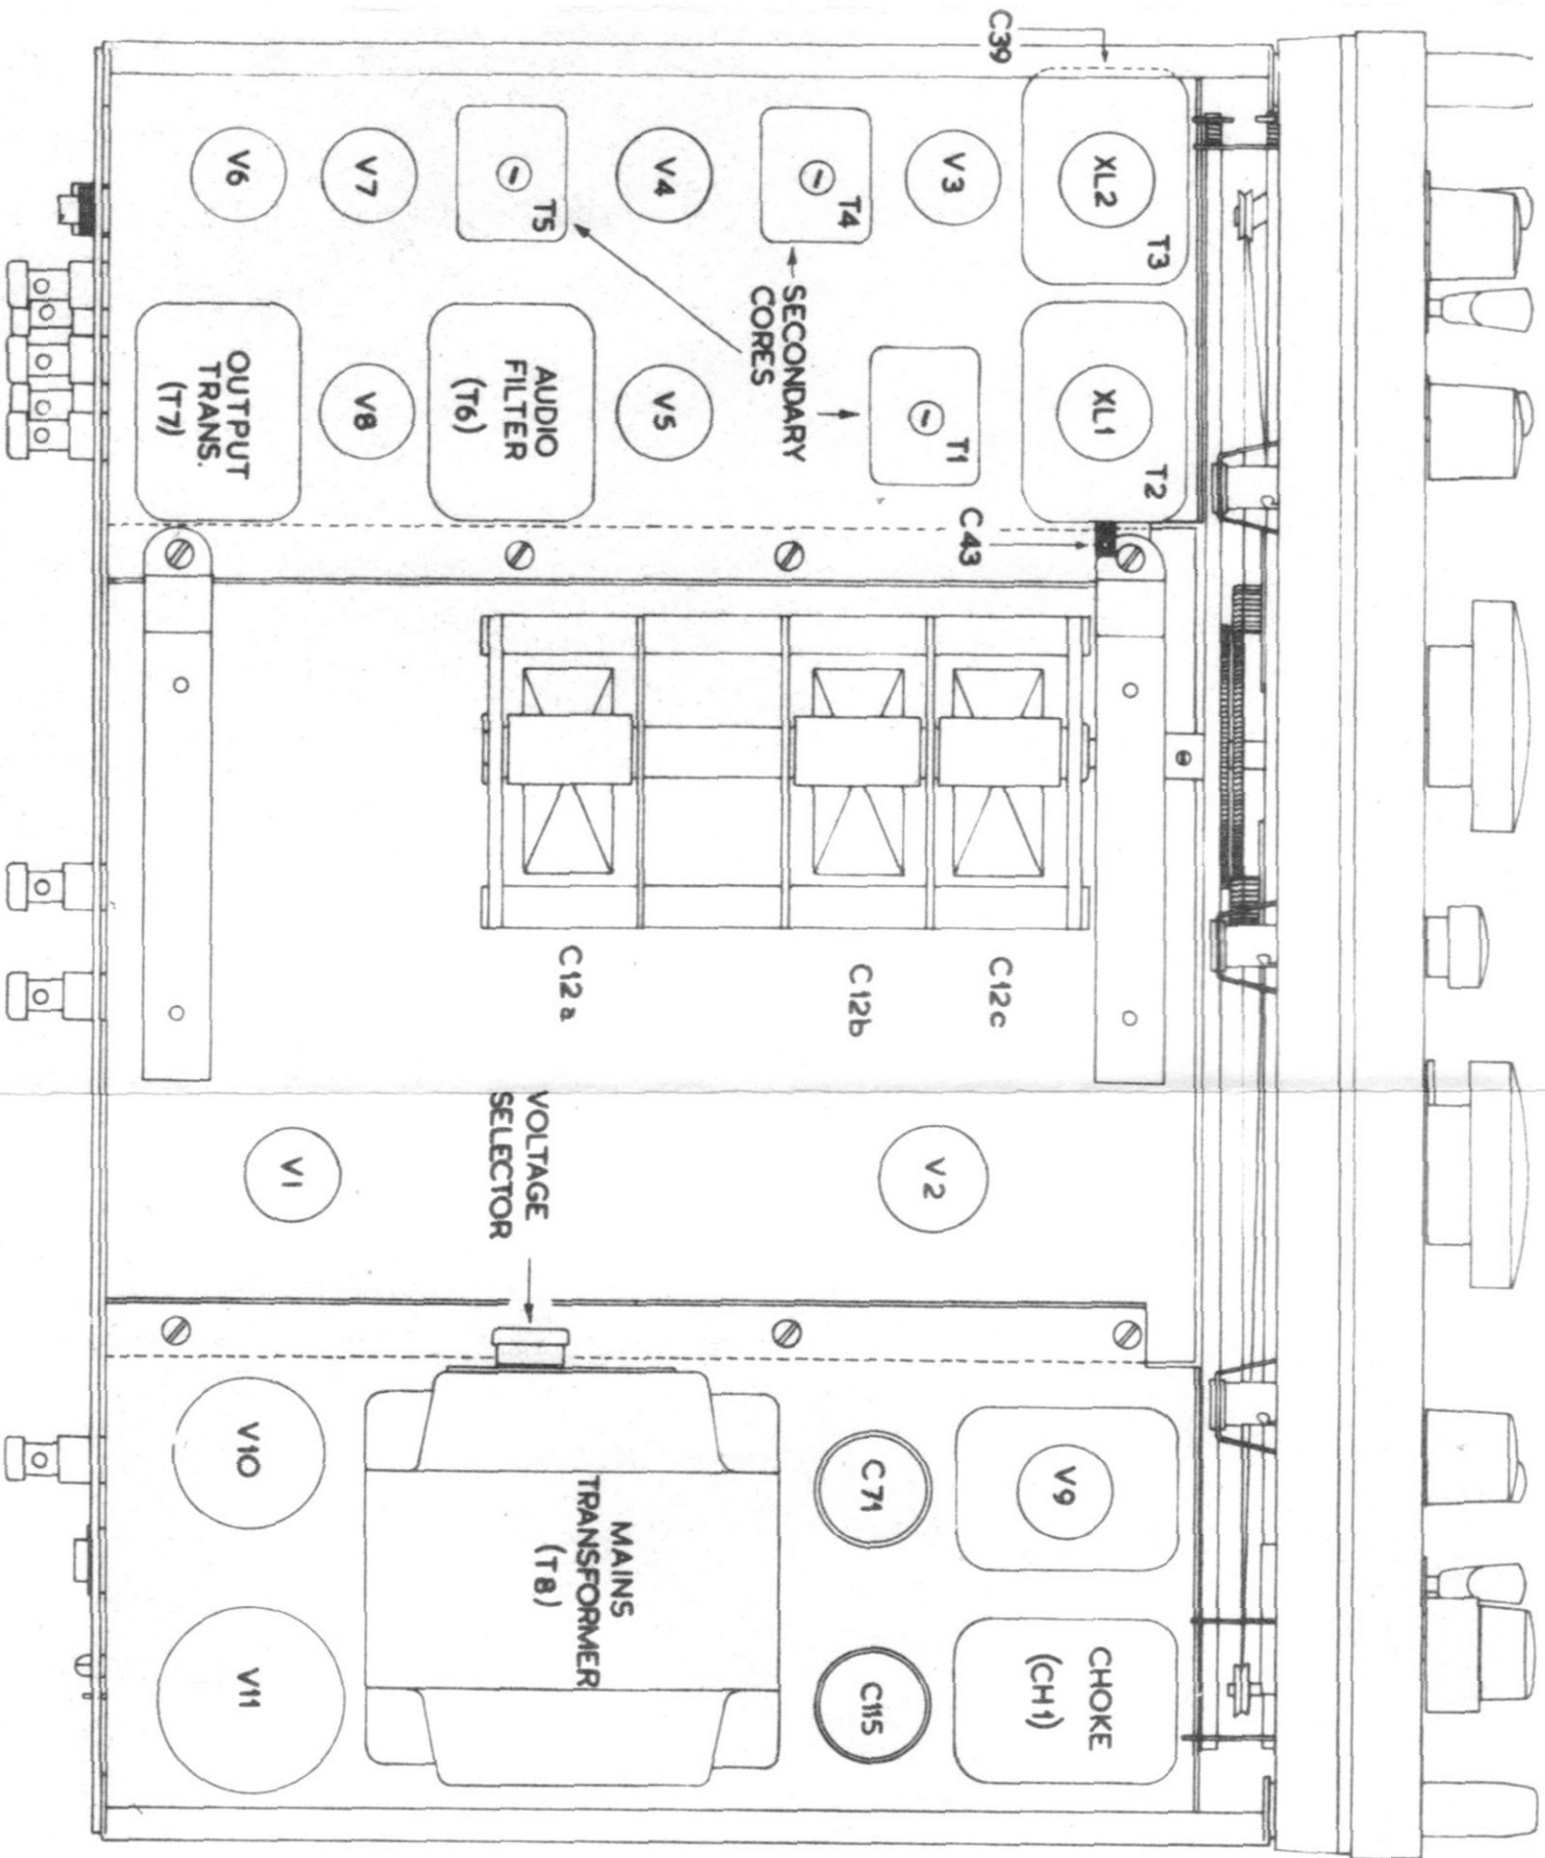 C39
XL2
T3
V3
T4
V4
T5
V7
V6
SECONDARY
CORES
XL1
T2
T1
V5
AUDIO
FILTER
(T6)
V8
OUTPUT
TRANS.
(T7)
C43
C12a
C12b
C12c
VOLTAGE
SELECTOR
V1
V2
V10
V11
MAINS
TRANSFORMER
(T8)
C71
C115
V9
CHOKE
(CH1)